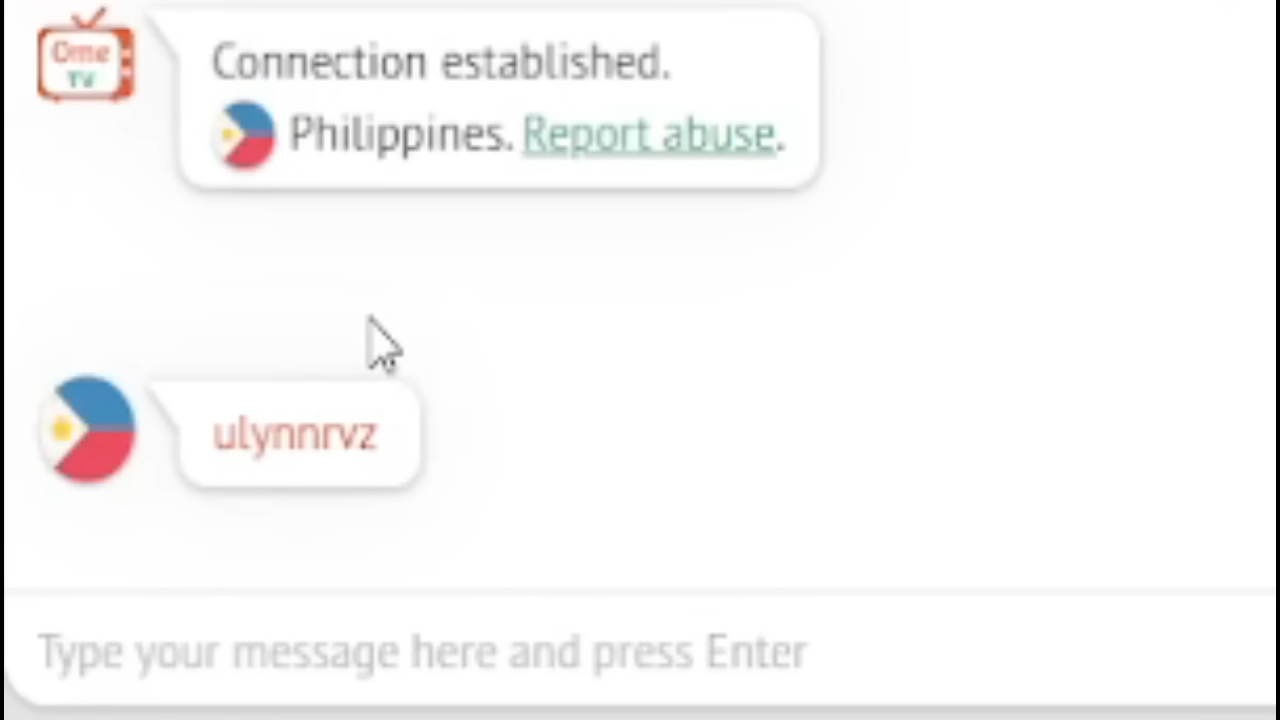 Ome
TV
Connection established.
Philippines. Report abuse.
ulynnrvz
Type your message here and press Enter